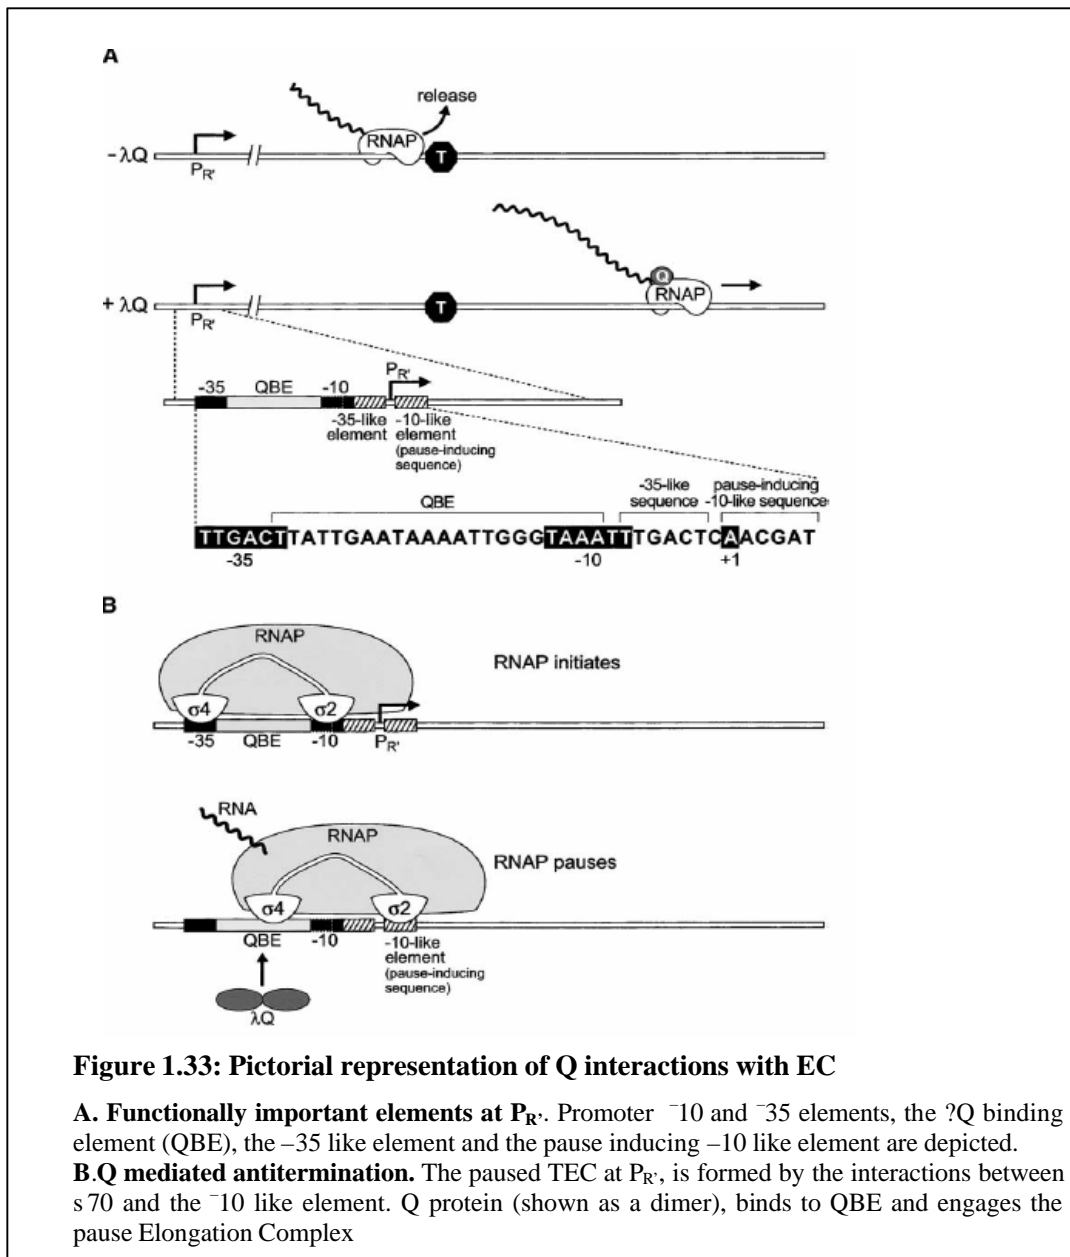 A
release
RNAP
-λQ
T
PR'
Q
RNAP
+λQ
T
PR'
PR'
-35 QBE -10
-35-like element
-10-like element (pause-inducing sequence)
-35-like sequence
pause-inducing -10-like sequence
QBE
TTGACTTATTGAATAAAATTGGGTAAATTTGACTCAACGAT
-35 -10 +1
B
RNAP
RNAP initiates
σ4 σ2
-35 QBE -10 PR'
RNA
RNAP
RNAP pauses
σ4 σ2
QBE -10
-10-like element (pause-inducing sequence)
λQ
Figure 1.33: Pictorial representation of Q interactions with EC
A. Functionally important elements at PR'. Promoter ‾10 and ‾35 elements, the ?Q binding
element (QBE), the –35 like element and the pause inducing –10 like element are depicted.
B.Q mediated antitermination. The paused TEC at PR', is formed by the interactions between
s 70 and the ‾10 like element. Q protein (shown as a dimer), binds to QBE and engages the
pause Elongation Complex